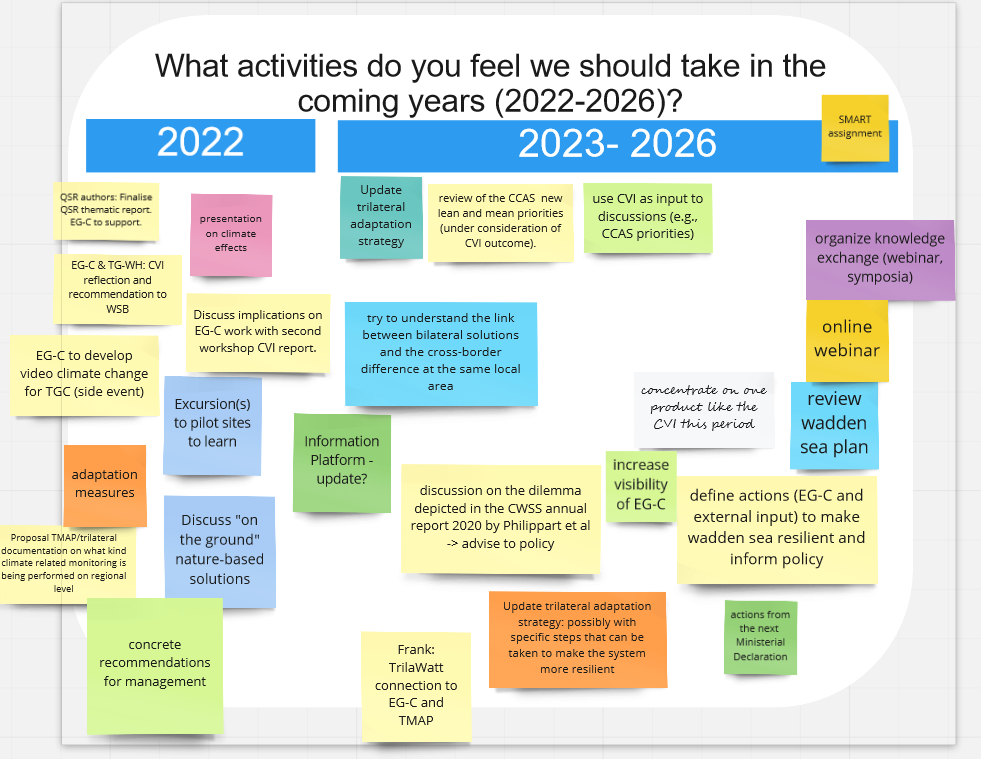 What activities do you feel we should take in the
coming years (2022-2026)?
2022
2023- 2026
SMART
assignment
QSR authors: Finalise
QSR thematic report.
EG-C to support.
presentation
on climate
effects
EG-C & TG-WH: CVI
reflection and
recommendation to
WSB
Discuss implications on
EG-C work with second
workshop CVI report.
EG-C to develop
video climate change
for TGC (side event)
Excursion(s)
to pilot sites
to learn
adaptation
measures
Discuss "on
the ground"
nature-based
solutions
Proposal TMAP/trilateral
documentation on what kind
climate related monitoring is
being performed on regional
level
concrete
recommendations
for management
Update
trilateral
adaptation
strategy
review of the CCAS  new
lean and mean priorities
(under consideration of
CVI outcome).
use CVI as input to
discussions (e.g.,
CCAS priorities)
organize knowledge
exchange (webinar,
symposia)
online
webinar
try to understand the link
between bilateral solutions
and the cross-border
difference at the same local
area
concentrate on one
product like the
CVI this period
review
wadden
sea plan
Information
Platform -
update?
discussion on the dilemma
depicted in the CWSS annual
report 2020 by Philippart et al
-> advise to policy
increase
visibility
of EG-C
define actions (EG-C and
external input) to make
wadden sea resilient and
inform policy
Update trilateral adaptation
strategy: possibly with
specific steps that can be
taken to make the system
more resilient
actions from
the next
Ministerial
Declaration
Frank:
TrilaWatt
connection to
EG-C and
TMAP